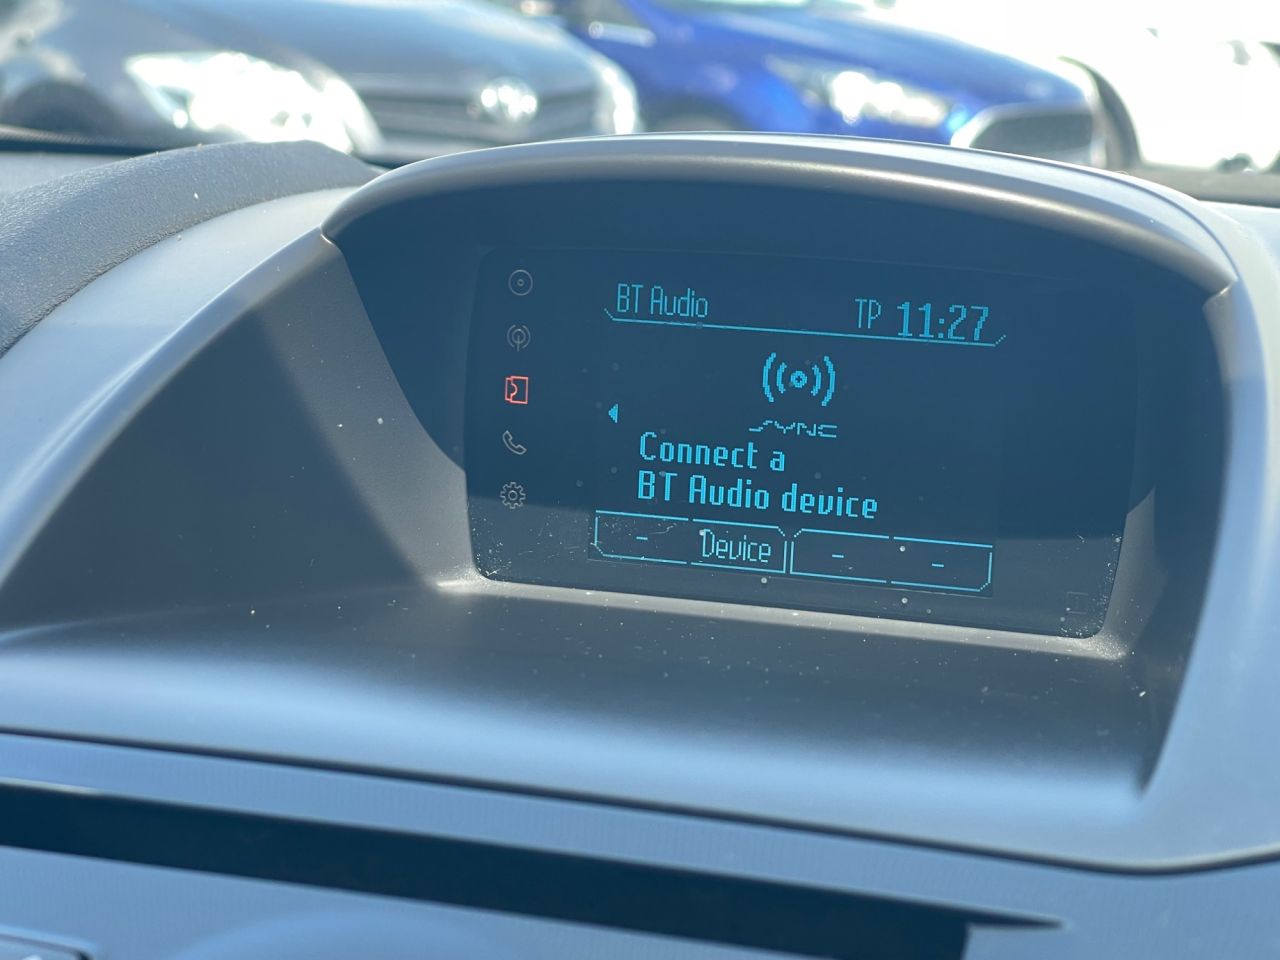 BT Audio TP 11:27
SYNC
Connect a
BT Audio device
- Device - -